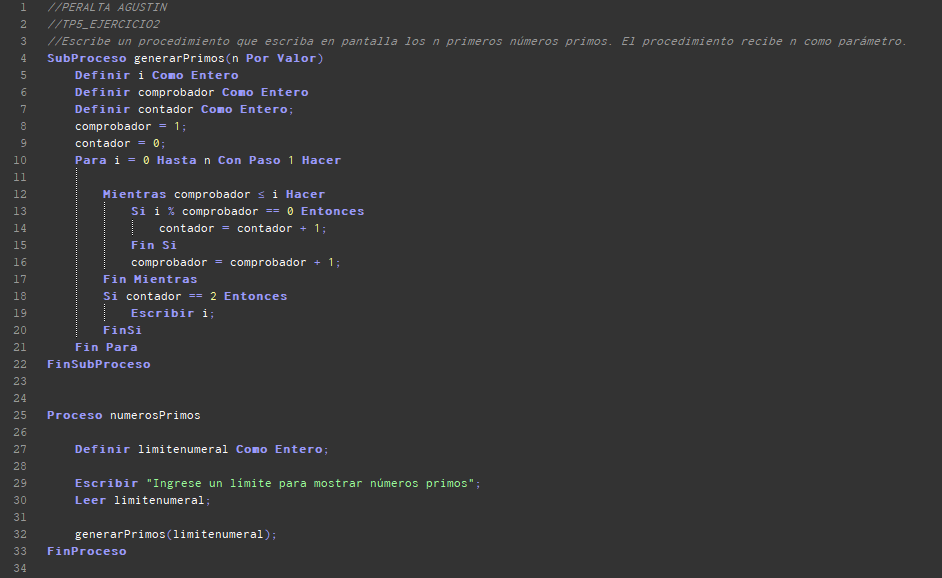 1 //PERALTA AGUSTIN
2 //TP5_EJERCICIO2
3 //Escribe un procedimiento que escriba en pantalla los n primeros números primos. El procedimiento recibe n como parámetro.
4 SubProceso generarPrimos(n Por Valor)
5 Definir i Como Entero
6 Definir comprobador Como Entero
7 Definir contador Como Entero;
8 comprobador = 1;
9 contador = 0;
10 Para i = 0 Hasta n Con Paso 1 Hacer
11
12 Mientras comprobador ≤ i Hacer
13 Si i % comprobador == 0 Entonces
14 contador = contador + 1;
15 Fin Si
16 comprobador = comprobador + 1;
17 Fin Mientras
18 Si contador == 2 Entonces
19 Escribir i;
20 FinSi
21 Fin Para
22 FinSubProceso
23
24
25 Proceso numerosPrimos
26
27 Definir limitenumeral Como Entero;
28
29 Escribir "Ingrese un límite para mostrar números primos";
30 Leer limitenumeral;
31
32 generarPrimos(limitenumeral);
33 FinProceso
34